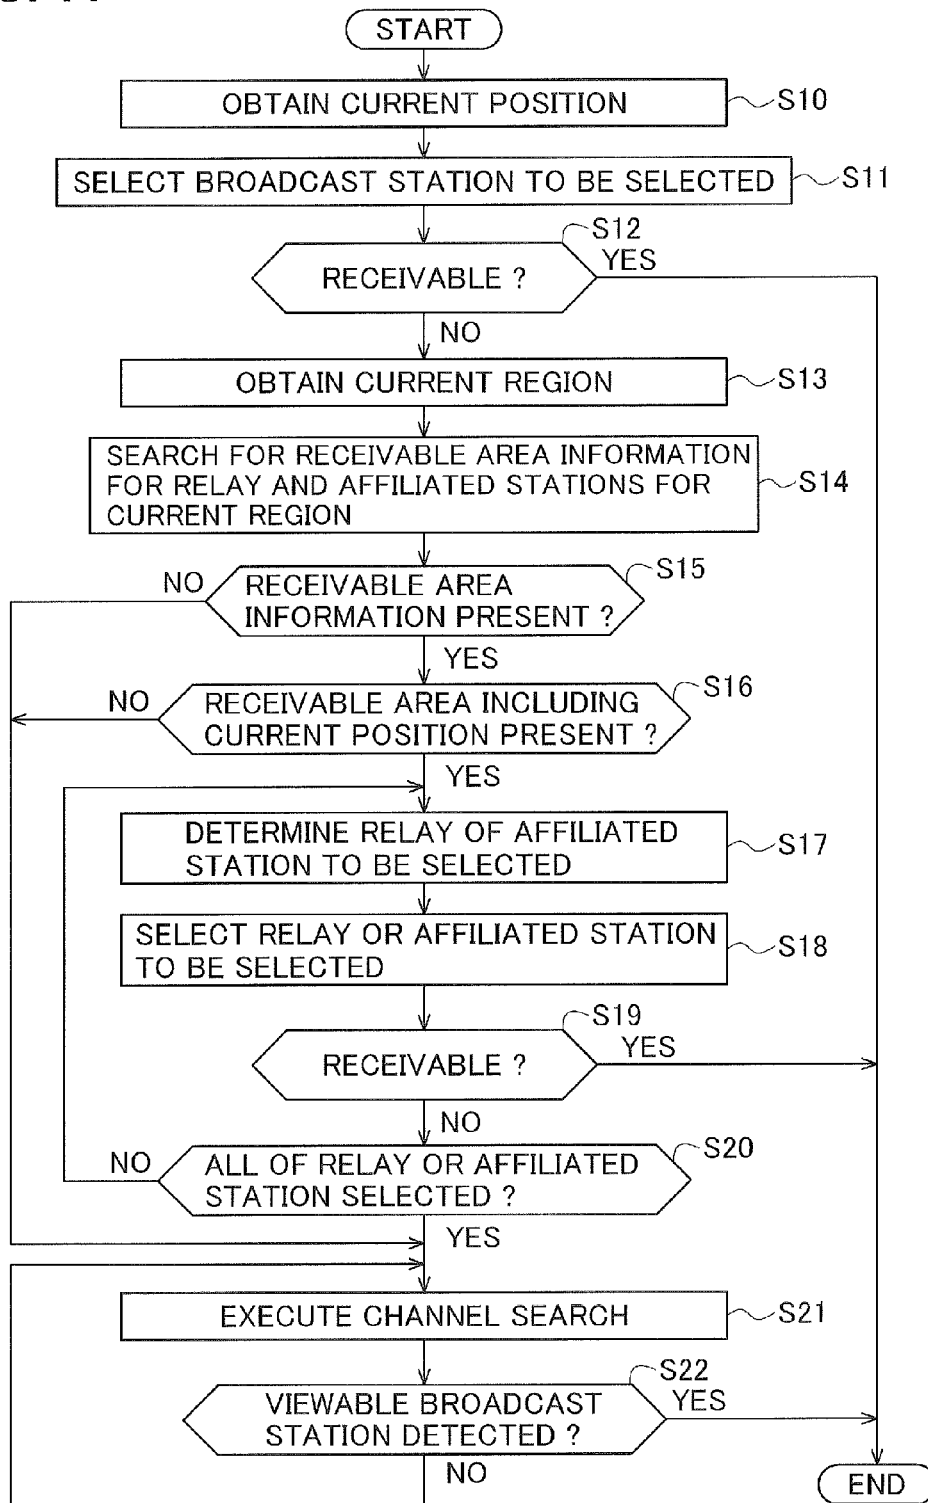 START
OBTAIN CURRENT POSITION
S10
SELECT BROADCAST STATION TO BE SELECTED
S11
S12
RECEIVABLE ?
YES
NO
OBTAIN CURRENT REGION
S13
SEARCH FOR RECEIVABLE AREA INFORMATION
FOR RELAY AND AFFILIATED STATIONS FOR
CURRENT REGION
S14
S15
NO
RECEIVABLE AREA
INFORMATION PRESENT ?
YES
S16
NO
RECEIVABLE AREA INCLUDING
CURRENT POSITION PRESENT ?
YES
DETERMINE RELAY OF AFFILIATED
STATION TO BE SELECTED
S17
SELECT RELAY OR AFFILIATED STATION
TO BE SELECTED
S18
S19
RECEIVABLE ?
YES
NO
S20
NO
ALL OF RELAY OR AFFILIATED
STATION SELECTED ?
YES
EXECUTE CHANNEL SEARCH
S21
S22
VIEWABLE BROADCAST
STATION DETECTED ?
YES
NO
END